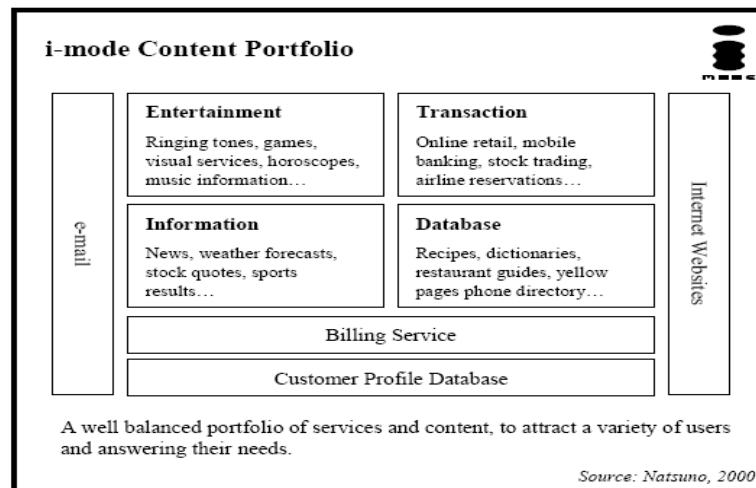 i-mode Content Portfolio
e-mail
Entertainment
Ringing tones, games,
visual services, horoscopes,
music information…
Transaction
Online retail, mobile
banking, stock trading,
airline reservations…
Information
News, weather forecasts,
stock quotes, sports
results…
Database
Recipes, dictionaries,
restaurant guides, yellow
pages phone directory…
Internet Websites
Billing Service
Customer Profile Database
A well balanced portfolio of services and content, to attract a variety of users
and answering their needs.
Source: Natsuno, 2000